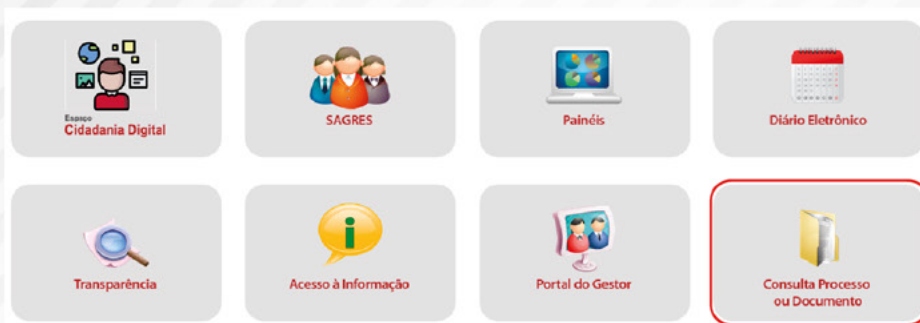 Espaço
Cidadania Digital
SAGRES
Painéis
Diário Eletrônico
Transparência
Acesso à Informação
Portal do Gestor
Consulta Processo
ou Documento